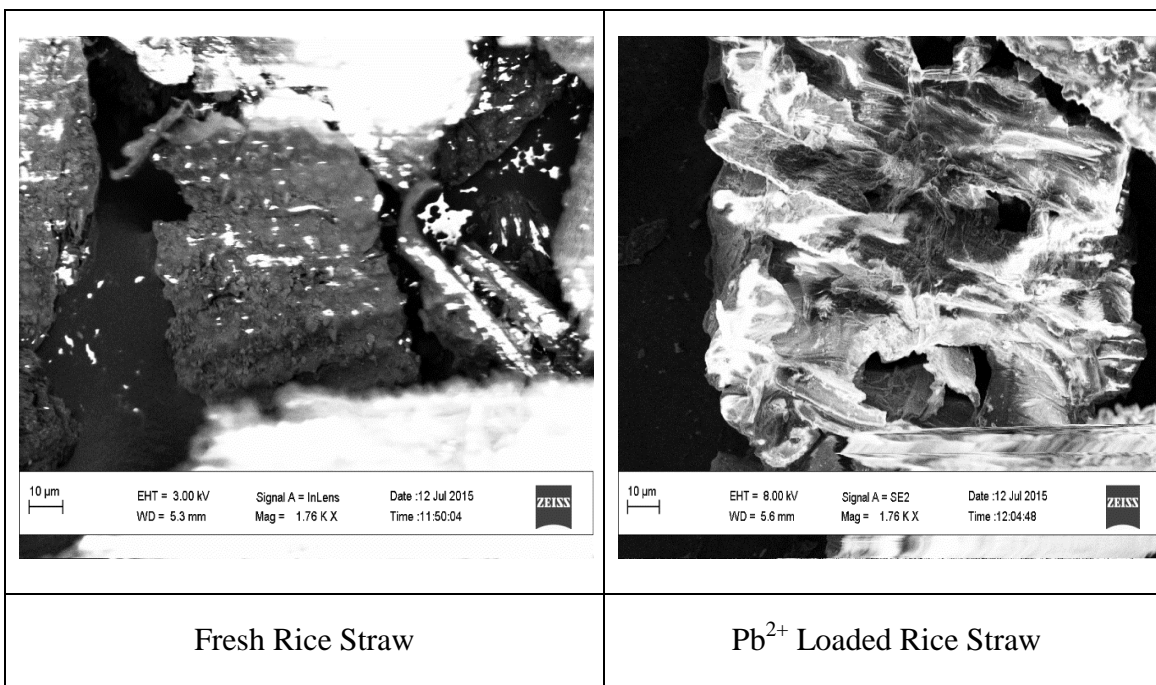 10 µm
EHT = 3.00 kV Signal A = InLens Date :12 Jul 2015
WD = 5.3 mm Mag = 1.76 K X Time :11:50:04
ZEISS
10 µm
EHT = 8.00 kV Signal A = SE2 Date :12 Jul 2015
WD = 5.6 mm Mag = 1.76 K X Time :12:04:48
ZEISS
Fresh Rice Straw
Pb²⁺ Loaded Rice Straw